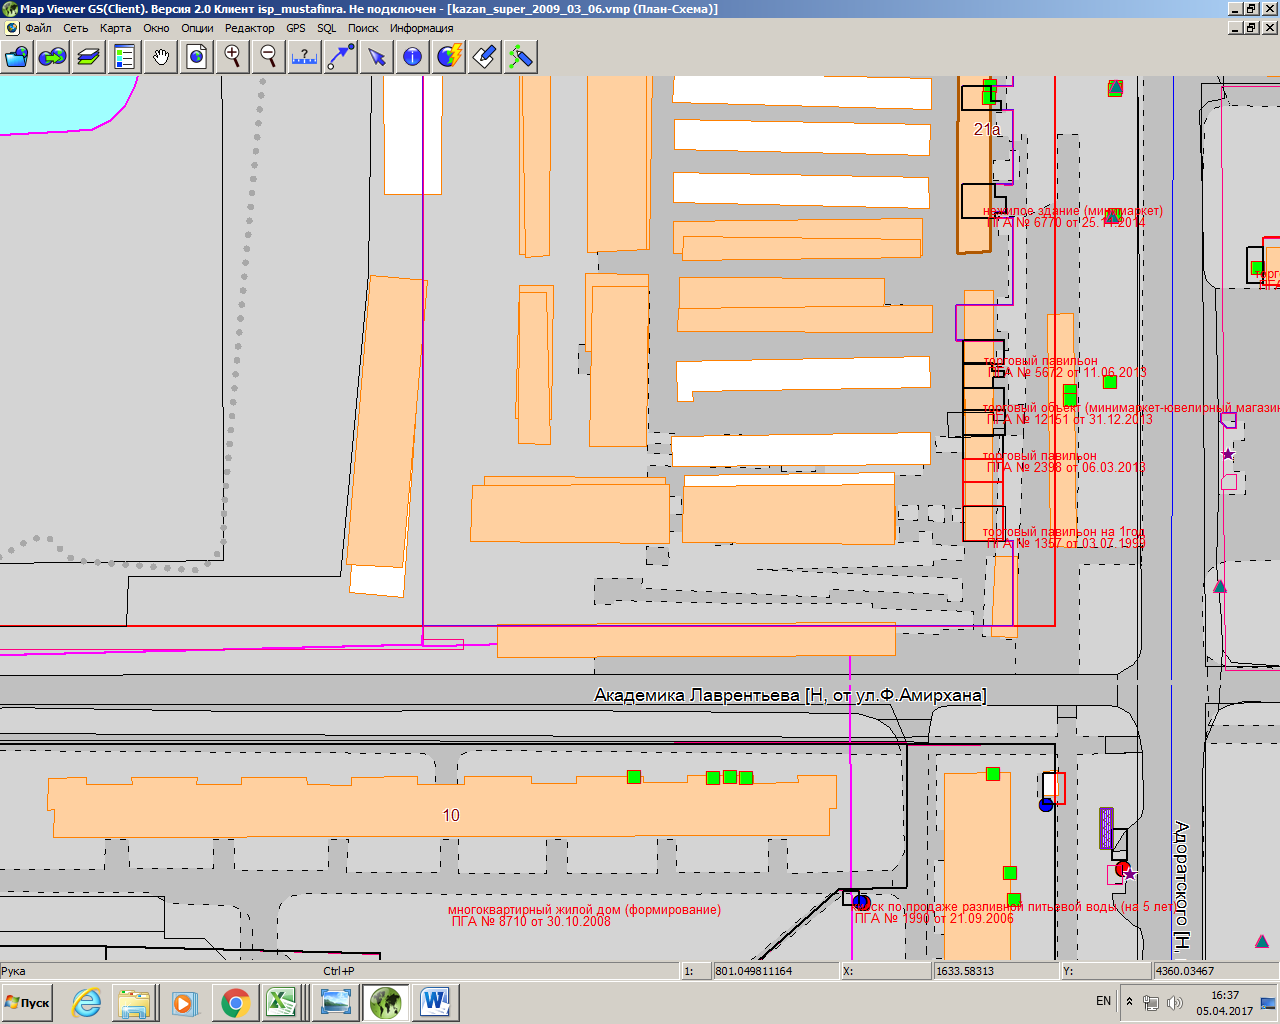 Map Viewer GS(Client). Версия 2.0 Клиент isp_mustafinra. Не подключен - [kazan_super_2009_03_06.vmp (План-Схема)]
Файл Сеть Карта Окно Опции Редактор GPS SQL Поиск Информация
21а
нежилое здание (минимаркет)
ПГА № 6770 от 25.11.2014
торговый павильон
ПГА № 5672 от 11.06.2013
торговый объект (минимаркет-ювелирный магазин
ПГА № 12151 от 31.12.2013
торговый павильон
ПГА № 2398 от 06.03.2013
торговый павильон на 1год
ПГА № 1357 от 03.07.1999
Академика Лаврентьева [Н, от ул.Ф.Амирхана]
10
Адоратского [Н,
многоквартирный жилой дом (формирование)
ПГА № 8710 от 30.10.2008
киоск по продаже разливной питьевой воды (на 5 лет)
ПГА № 1990 от 21.09.2006
Рука Ctrl+P 1: 801.049811164 X: 1633.58313 Y: 4360.03467
Пуск EN 16:37
05.04.2017